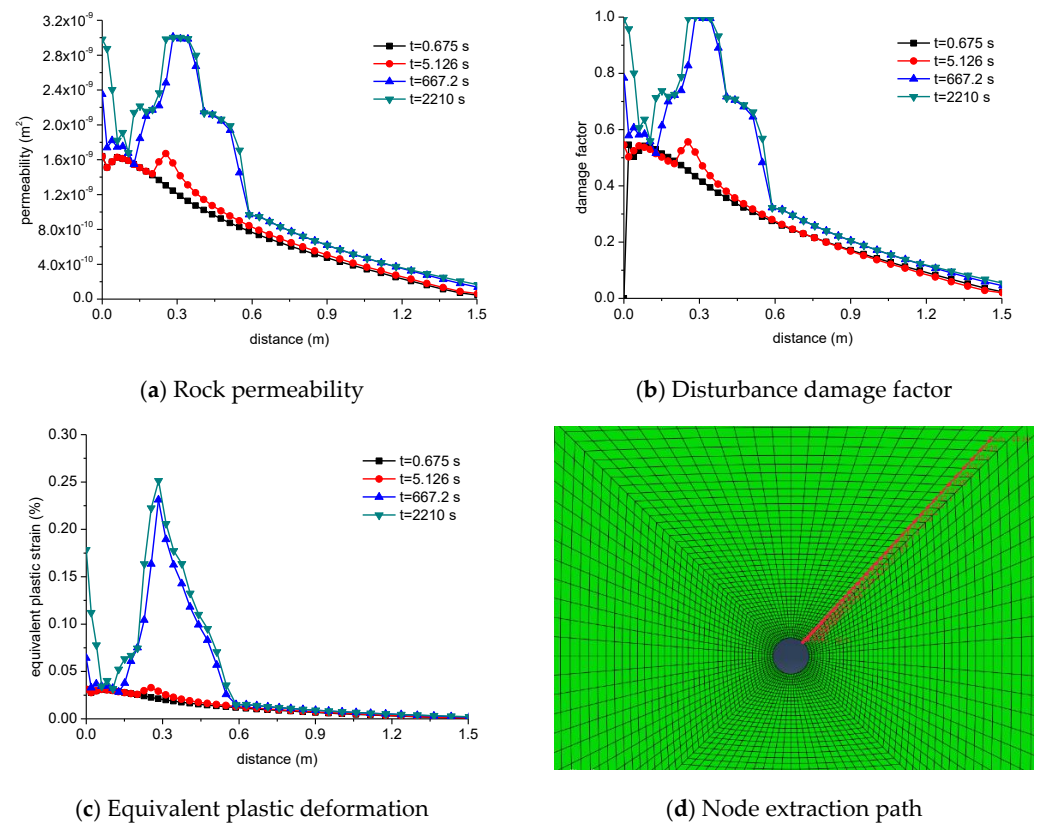 3.2x10⁻⁹
2.8x10⁻⁹
2.4x10⁻⁹
2.0x10⁻⁹
1.6x10⁻⁹
1.2x10⁻⁹
8.0x10⁻¹⁰
4.0x10⁻¹⁰
0.0
permeability (m²)
t=0.675 s
t=5.126 s
t=667.2 s
t=2210 s
0.0 0.3 0.6 0.9 1.2 1.5
distance (m)
(a) Rock permeability
1.0
0.8
0.6
0.4
0.2
0.0
damage factor
t=0.675 s
t=5.126 s
t=667.2 s
t=2210 s
0.0 0.3 0.6 0.9 1.2 1.5
distance (m)
(b) Disturbance damage factor
0.30
0.25
0.20
0.15
0.10
0.05
0.00
equivalent plastic strain (%)
t=0.675 s
t=5.126 s
t=667.2 s
t=2210 s
0.0 0.3 0.6 0.9 1.2 1.5
distance (m)
(c) Equivalent plastic deformation
(d) Node extraction path